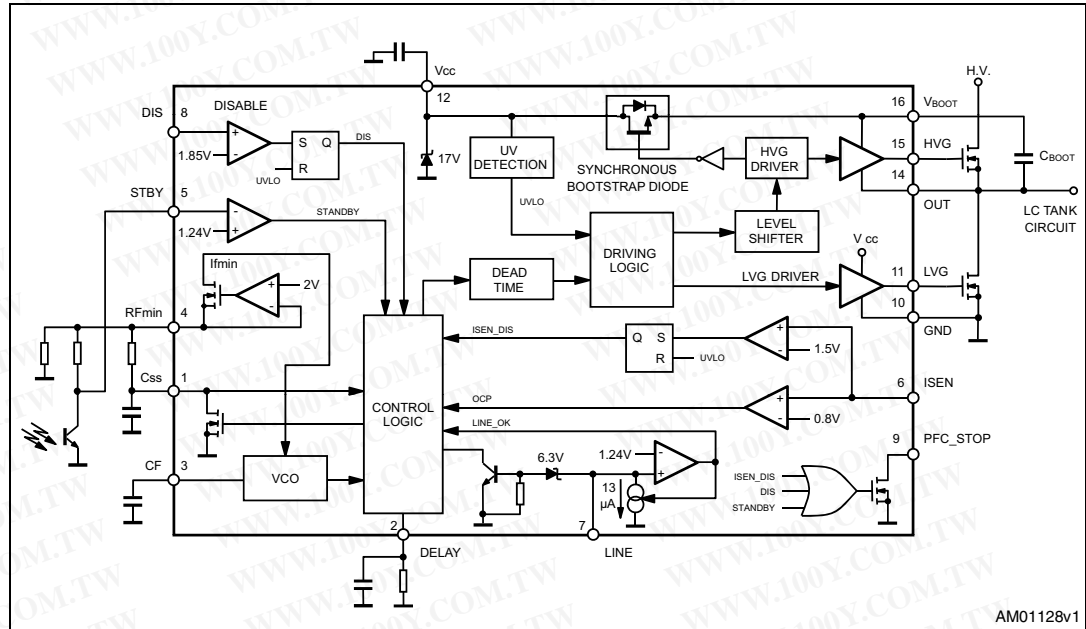 Vcc
12
H.V.
DIS
8
DISABLE
+
-
1.85V
S Q
R
UVLO
DIS
17V
UV
DETECTION
UVLO
SYNCHRONOUS
BOOTSTRAP DIODE
HVG
DRIVER
16
VBOOT
15
HVG
14
OUT
CBOOT
LC TANK
CIRCUIT
STBY
5
-
+
1.24V
STANDBY
LEVEL
SHIFTER
DRIVING
LOGIC
DEAD
TIME
V cc
LVG DRIVER
11
LVG
10
GND
Ifmin
+
-
2V
RFmin
4
ISEN_DIS
Q S
R
UVLO
+
-
1.5V
6
ISEN
Css
1
CONTROL
LOGIC
OCP
+
-
0.8V
LINE_OK
9
PFC_STOP
6.3V
1.24V
-
+
13
µA
ISEN_DIS
DIS
STANDBY
CF
3
VCO
2
DELAY
7
LINE
AM01128v1
WWW.100Y.COM.TW